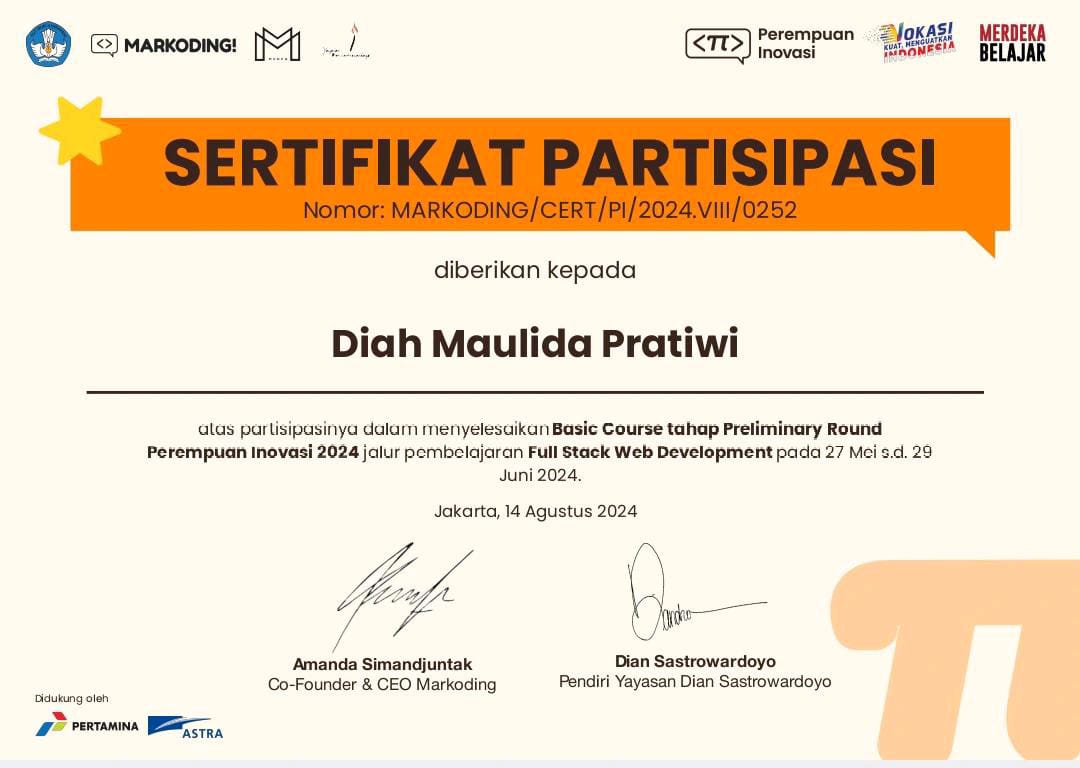 MARKODING!
Perempuan
Inovasi
VOKASI
KUAT, MENGUATKAN
INDONESIA
MERDEKA
BELAJAR
SERTIFIKAT PARTISIPASI
Nomor: MARKODING/CERT/PI/2024.VIII/0252
diberikan kepada
Diah Maulida Pratiwi
atas partisipasinya dalam menyelesaikan Basic Course tahap Preliminary Round
Perempuan Inovasi 2024 jalur pembelajaran Full Stack Web Development pada 27 Mei s.d. 29
Juni 2024.
Jakarta, 14 Agustus 2024
Amanda Simandjuntak
Co-Founder & CEO Markoding
Dian Sastrowardoyo
Pendiri Yayasan Dian Sastrowardoyo
Didukung oleh
PERTAMINA
ASTRA